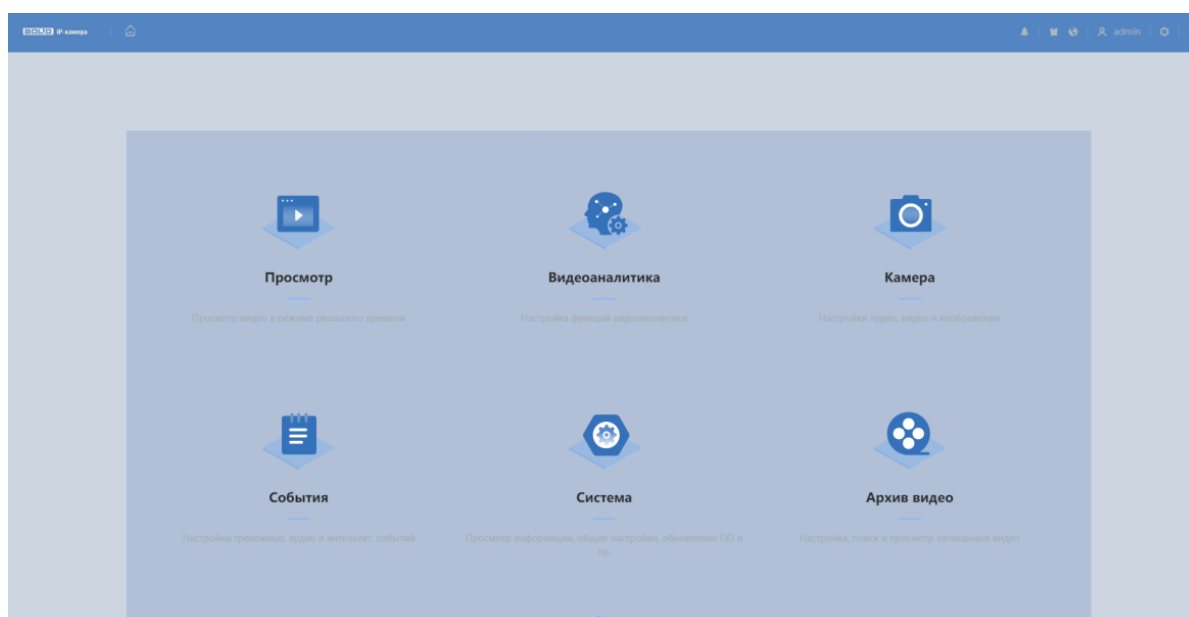 BOLID IP-камера
admin
Просмотр
Просмотр видео в режиме реального времени
Видеоаналитика
Настройка функций видеоаналитики
Камера
Настройки аудио, видео и изображения
События
Настройки тревожных, аудио и интеллект. событий
Система
Просмотр информации, общие настройки, обновление ПО и
пр.
Архив видео
Настройка, поиск и просмотр записанных видео